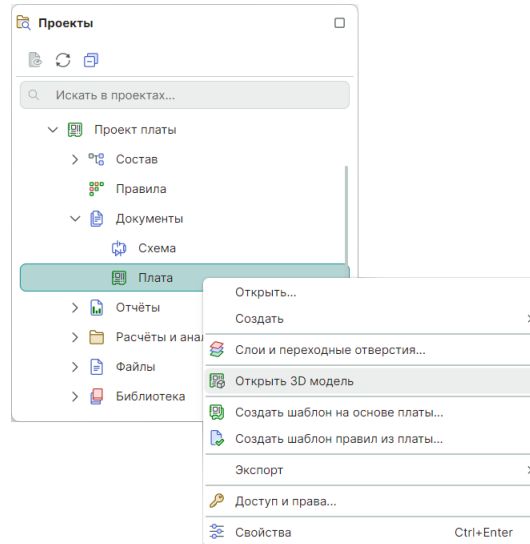 Проекты
Искать в проектах...
Проект платы
Состав
Правила
Документы
Схема
Плата
Открыть...
Создать
Отчёты
Слои и переходные отверстия...
Расчёты и ана
Открыть 3D модель
Файлы
Создать шаблон на основе платы...
Библиотека
Создать шаблон правил из платы...
Экспорт
Доступ и права...
Свойства Ctrl+Enter